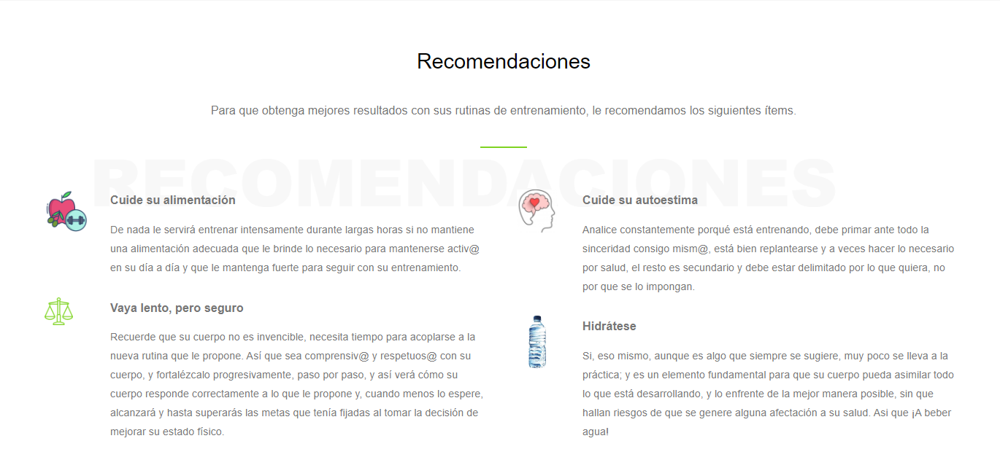 Recomendaciones
Para que obtenga mejores resultados con sus rutinas de entrenamiento, le recomendamos los siguientes ítems.
RECOMENDACIONES
Cuide su alimentación
De nada le servirá entrenar intensamente durante largas horas si no mantiene
una alimentación adecuada que le brinde lo necesario para mantenerse activ@
en su día a día y que le mantenga fuerte para seguir con su entrenamiento.
Vaya lento, pero seguro
Recuerde que su cuerpo no es invencible, necesita tiempo para acoplarse a la
nueva rutina que le propone. Así que sea comprensiv@ y respetuos@ con su
cuerpo, y fortalézcalo progresivamente, paso por paso, y así verá cómo su
cuerpo responde correctamente a lo que le propone y, cuando menos lo espere,
alcanzará y hasta superarás las metas que tenía fijadas al tomar la decisión de
mejorar su estado físico.
Cuide su autoestima
Analice constantemente porqué está entrenando, debe primar ante todo la
sinceridad consigo mism@, está bien replantearse y a veces hacer lo necesario
por salud, el resto es secundario y debe estar delimitado por lo que quiera, no
por que se lo impongan.
Hidrátese
Si, eso mismo, aunque es algo que siempre se sugiere, muy poco se lleva a la
práctica; y es un elemento fundamental para que su cuerpo pueda asimilar todo
lo que está desarrollando, y lo enfrente de la mejor manera posible, sin que
hallan riesgos de que se genere alguna afectación a su salud. Asi que ¡A beber
agua!